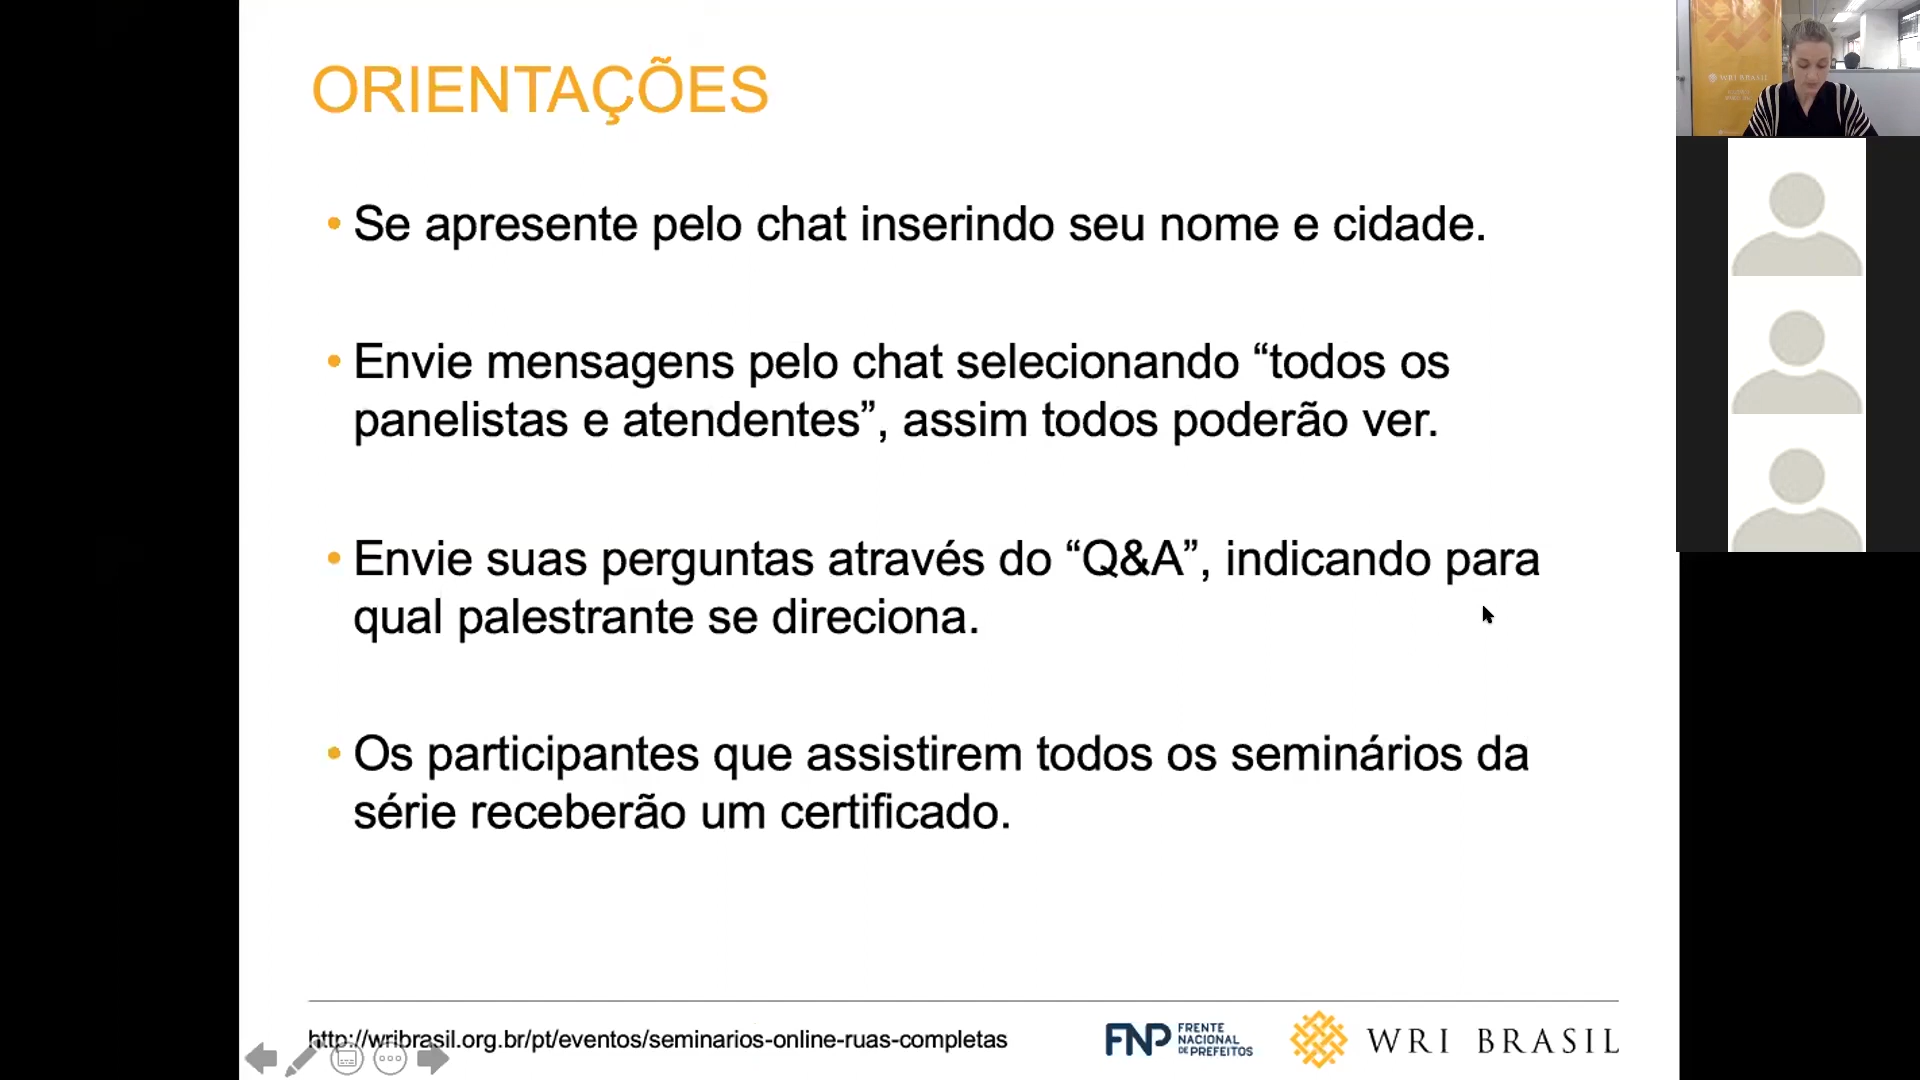 ORIENTAÇÕES
• Se apresente pelo chat inserindo seu nome e cidade.
• Envie mensagens pelo chat selecionando “todos os
panelistas e atendentes”, assim todos poderão ver.
• Envie suas perguntas através do “Q&A”, indicando para
qual palestrante se direciona.
• Os participantes que assistirem todos os seminários da
série receberão um certificado.
http://wribrasil.org.br/pt/eventos/seminarios-online-ruas-completas
FNP FRENTE
NACIONAL
DE PREFEITOS
WRI BRASIL
WRI BRASIL